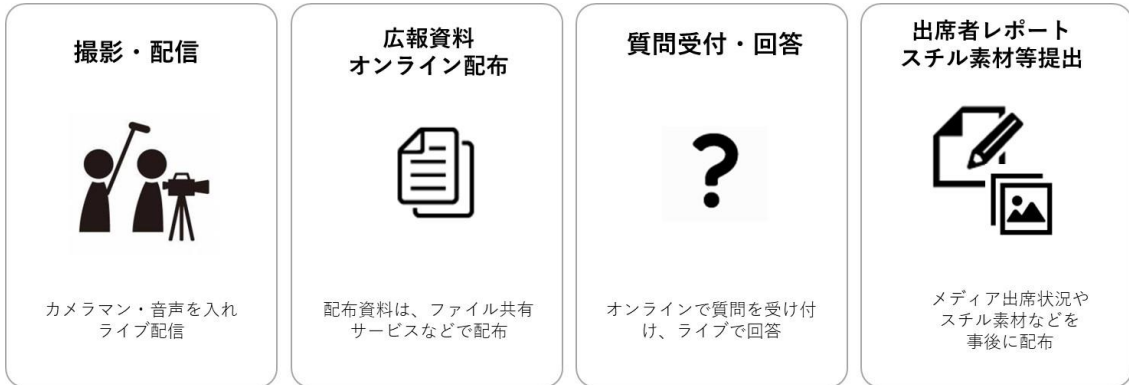 撮影・配信
カメラマン・音声を入れ
ライブ配信
広報資料
オンライン配布
配布資料は、ファイル共有
サービスなどで配布
質問受付・回答
オンラインで質問を受け付
け、ライブで回答
出席者レポート
スチル素材等提出
メディア出席状況や
スチル素材などを
事後に配布